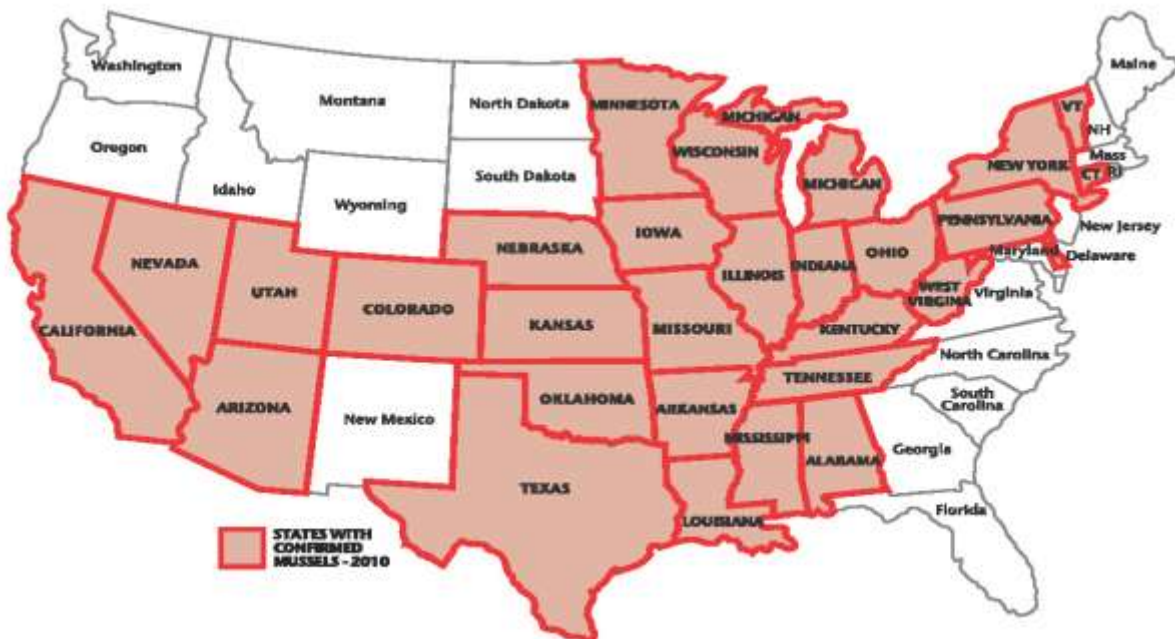 Washington
Montana
North Dakota
MINNESOTA
Maine
Oregon
Idaho
Wyoming
South Dakota
WISCONSIN
MICHIGAN
MICHIGAN
VT
NH
Mass
NEW YORK
CT
RI
NEVADA
UTAH
COLORADO
NEBRASKA
IOWA
ILLINOIS
INDIANA
OHIO
PENNSYLVANIA
New Jersey
Maryland
Delaware
CALIFORNIA
KANSAS
MISSOURI
KENTUCKY
WEST
VIRGINIA
Virginia
ARIZONA
New Mexico
OKLAHOMA
ARKANSAS
TENNESSEE
North Carolina
South
Carolina
TEXAS
LOUISIANA
MISSISSIPPI
ALABAMA
Georgia
Florida
STATES WITH
CONFIRMED
MUSSELS - 2010